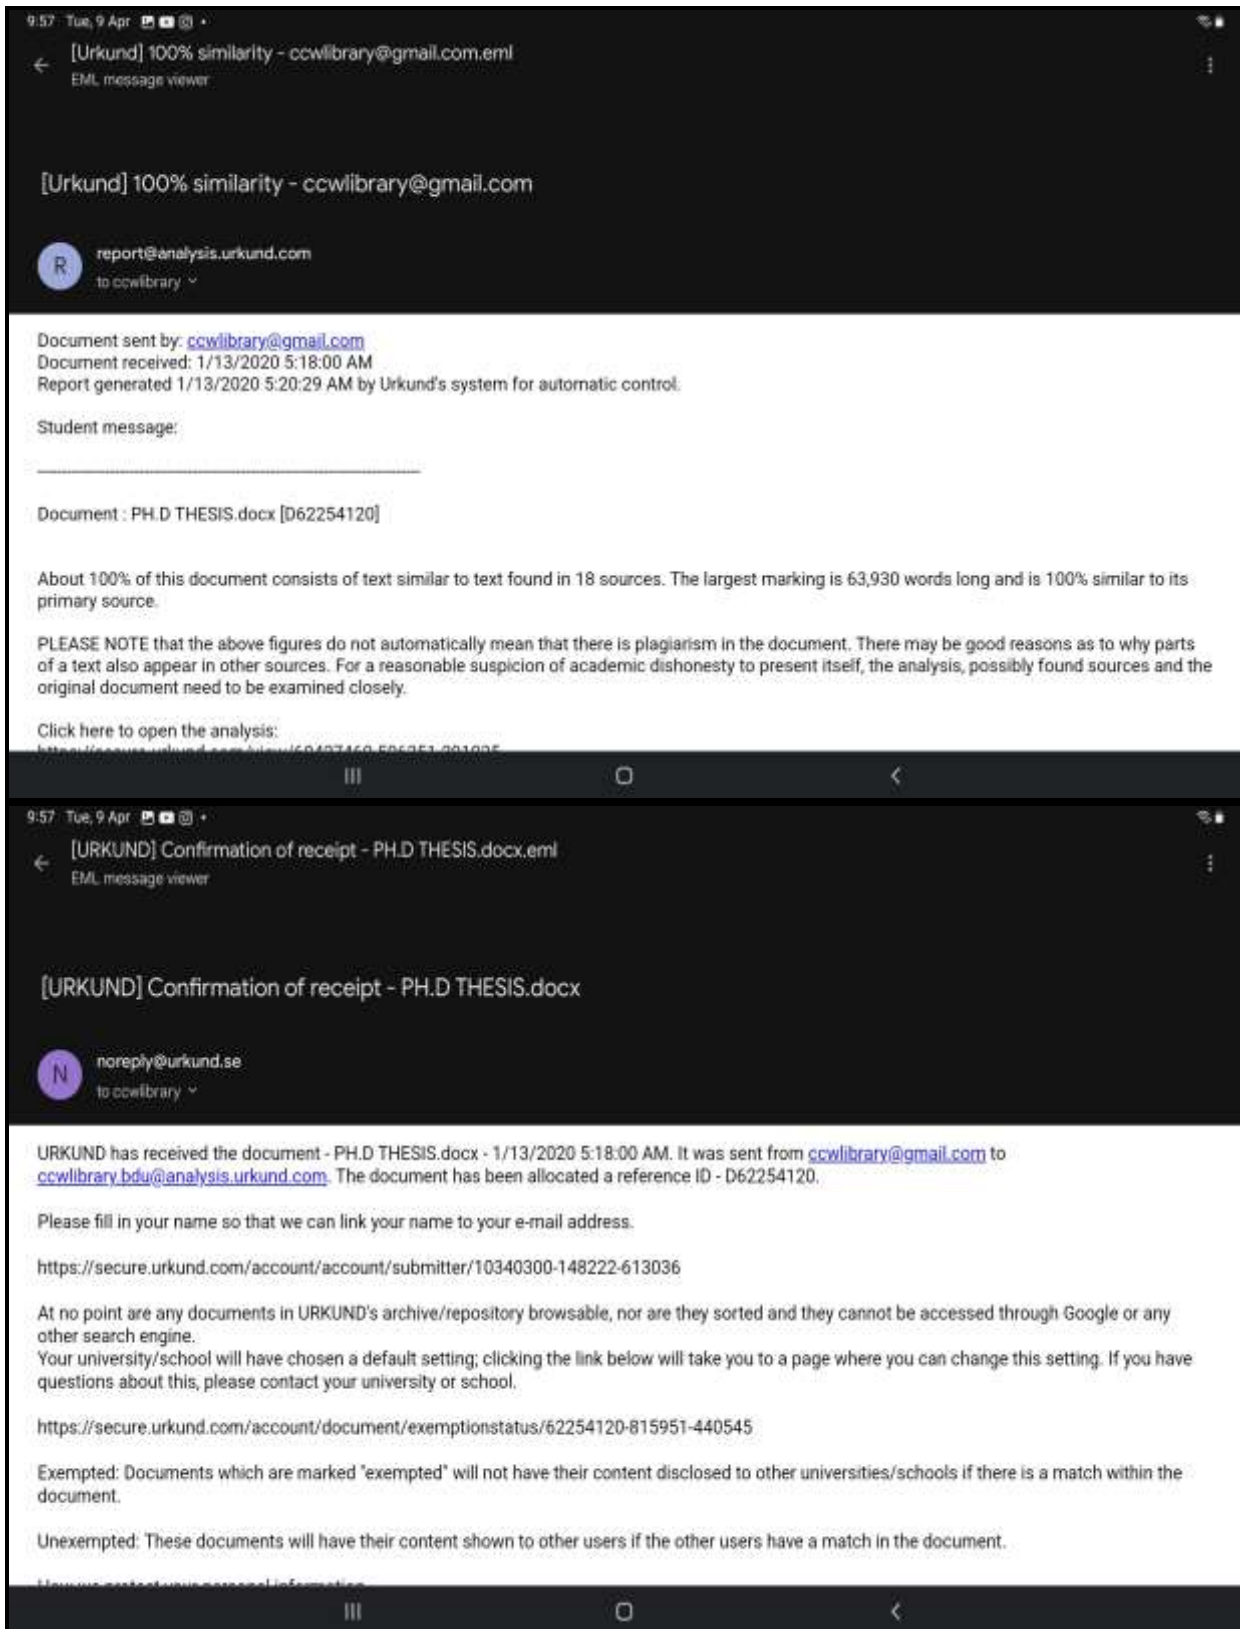 9:57 Tue, 9 Apr
[Urkund] 100% similarity - ccwlibrary@gmail.com.eml
EML message viewer
[Urkund] 100% similarity - ccwlibrary@gmail.com
R
report@analysis.urkund.com
to ccwlibrary
Document sent by: ccwlibrary@gmail.com
Document received: 1/13/2020 5:18:00 AM
Report generated 1/13/2020 5:20:29 AM by Urkund's system for automatic control.
Student message:
Document : PH.D THESIS.docx [D62254120]
About 100% of this document consists of text similar to text found in 18 sources. The largest marking is 63,930 words long and is 100% similar to its
primary source.
PLEASE NOTE that the above figures do not automatically mean that there is plagiarism in the document. There may be good reasons as to why parts
of a text also appear in other sources. For a reasonable suspicion of academic dishonesty to present itself, the analysis, possibly found sources and the
original document need to be examined closely.
Click here to open the analysis:
9:57 Tue, 9 Apr
[URKUND] Confirmation of receipt - PH.D THESIS.docx.eml
EML message viewer
[URKUND] Confirmation of receipt - PH.D THESIS.docx
N
noreply@urkund.se
to ccwlibrary
URKUND has received the document - PH.D THESIS.docx - 1/13/2020 5:18:00 AM. It was sent from ccwlibrary@gmail.com to
ccwlibrary.bdu@analysis.urkund.com. The document has been allocated a reference ID - D62254120.
Please fill in your name so that we can link your name to your e-mail address.
https://secure.urkund.com/account/account/submitter/10340300-148222-613036
At no point are any documents in URKUND's archive/repository browsable, nor are they sorted and they cannot be accessed through Google or any
other search engine.
Your university/school will have chosen a default setting; clicking the link below will take you to a page where you can change this setting. If you have
questions about this, please contact your university or school.
https://secure.urkund.com/account/document/exemptionstatus/62254120-815951-440545
Exempted: Documents which are marked "exempted" will not have their content disclosed to other universities/schools if there is a match within the
document.
Unexempted: These documents will have their content shown to other users if the other users have a match in the document.